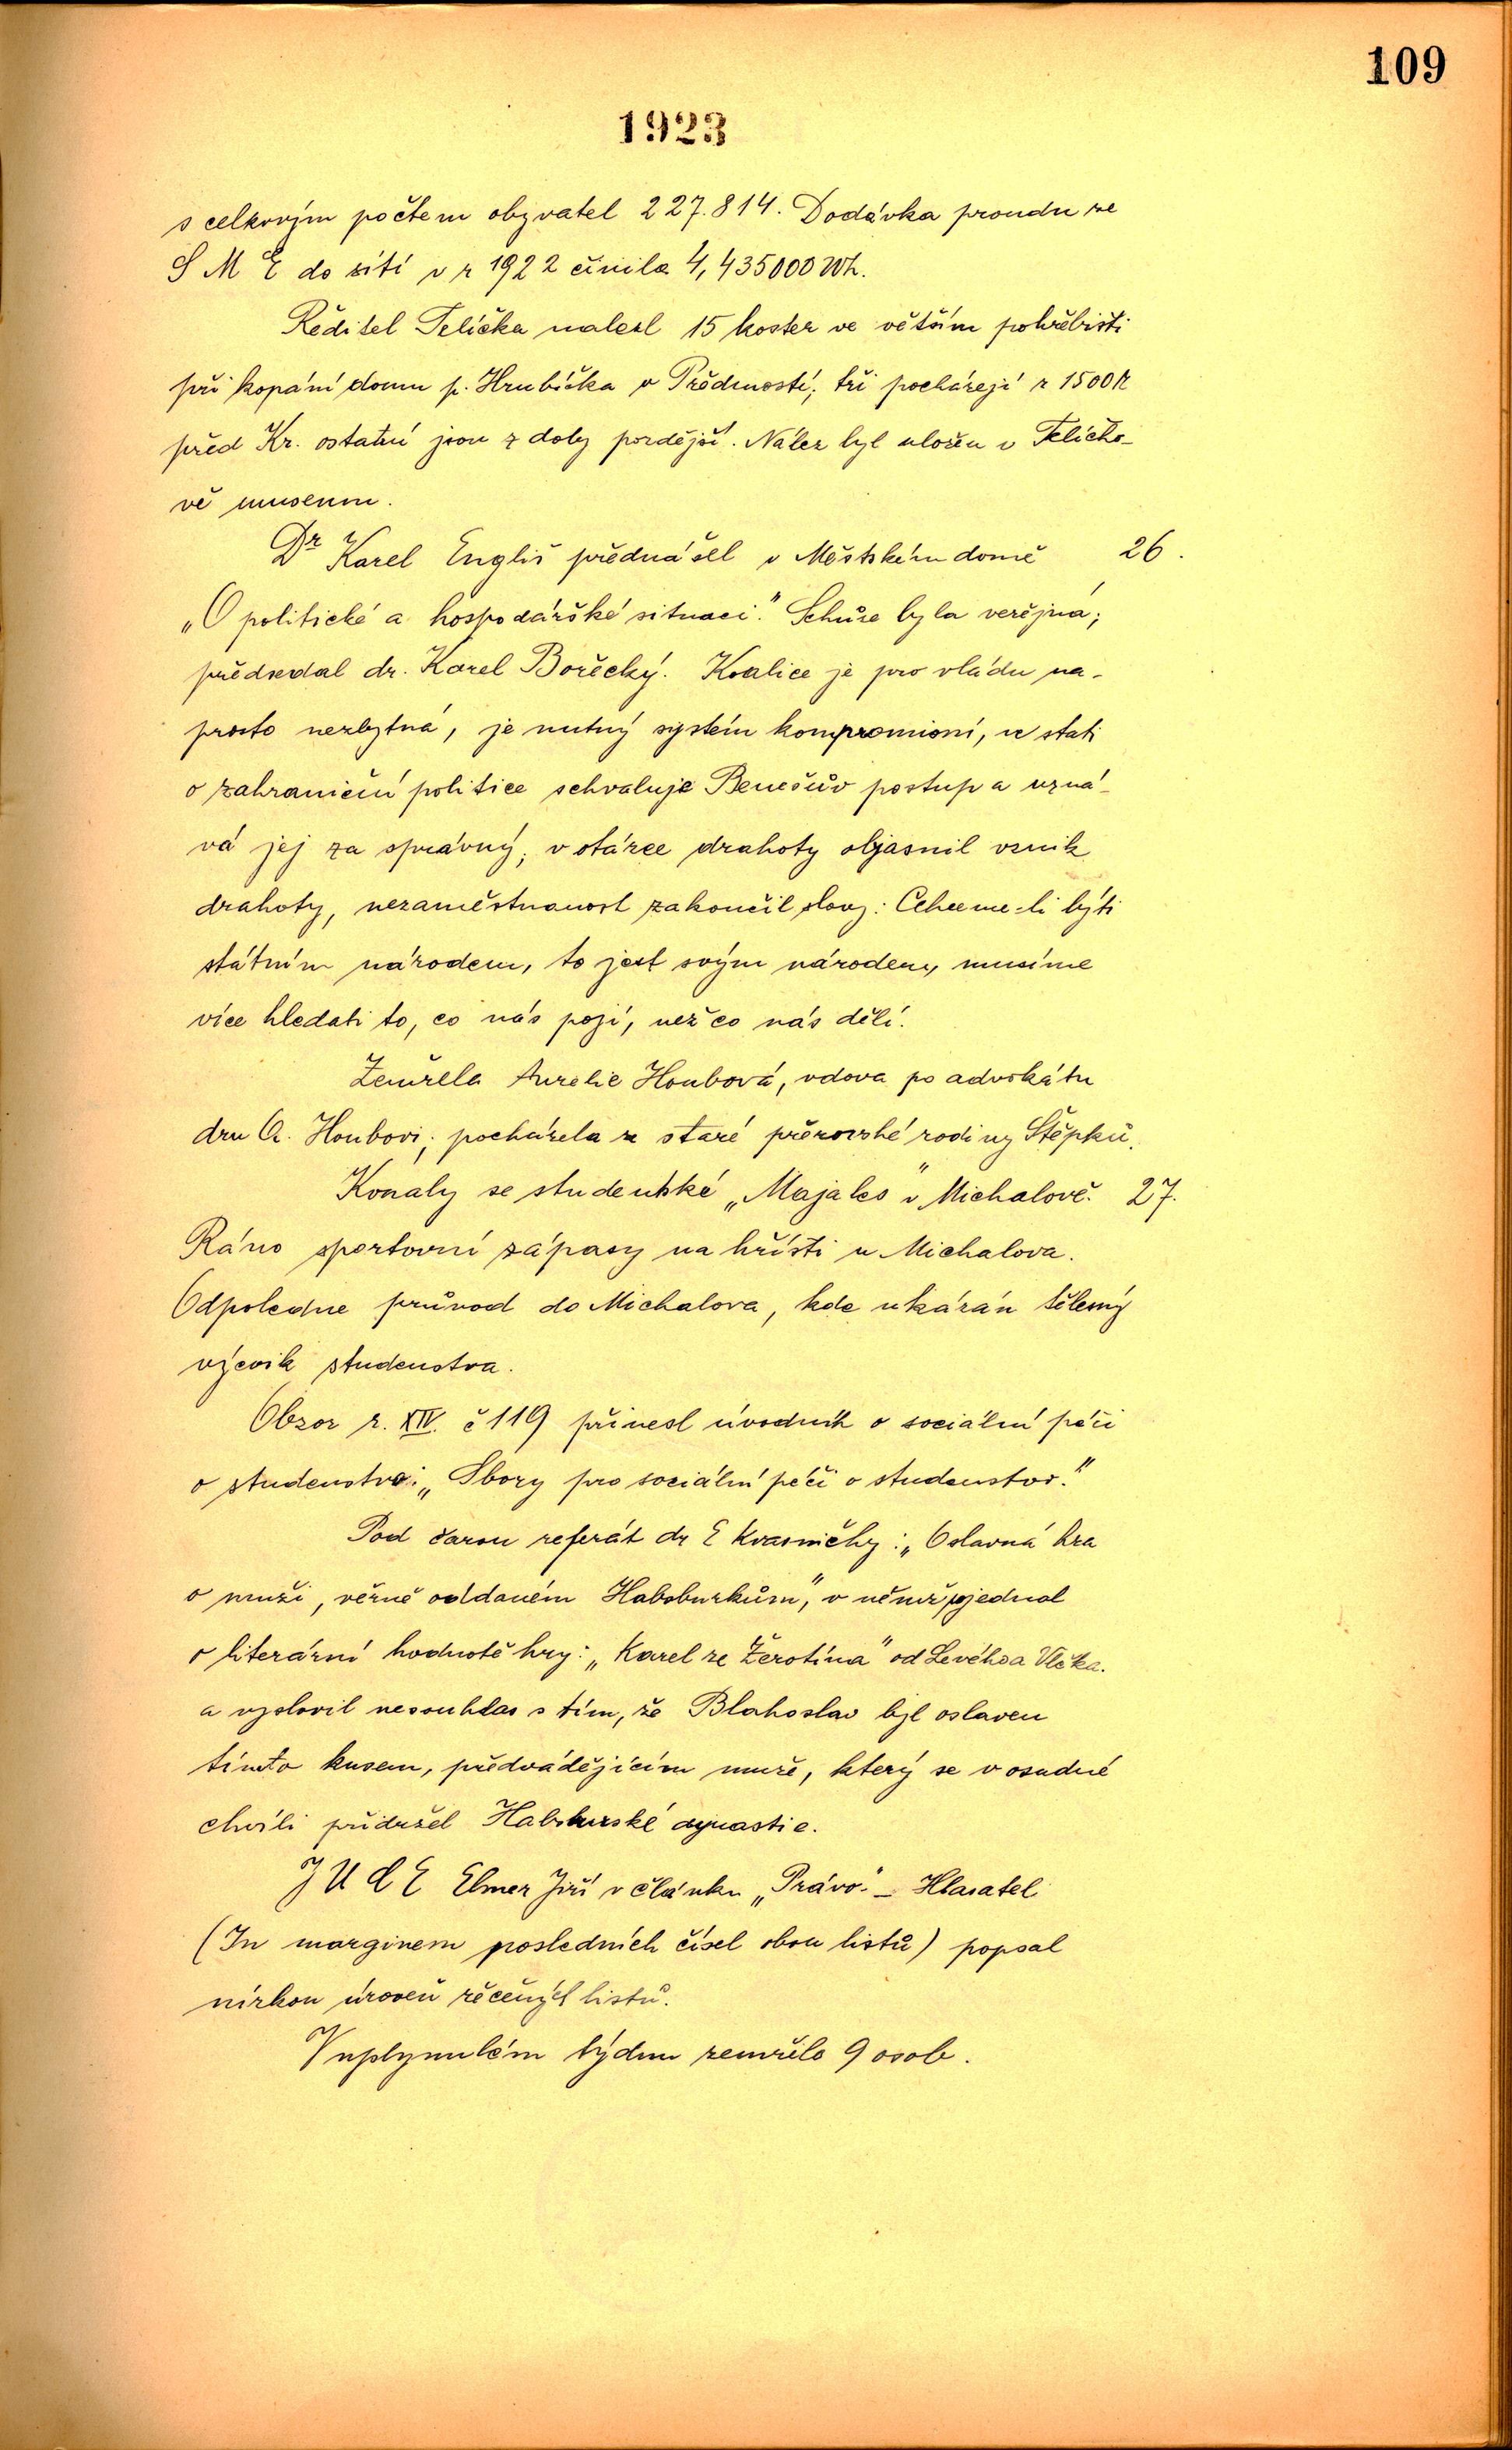 109
1923
s celkovým počtem obyvatel 227.814. Dodávka proudu ze
S M E do sítí v r 1922 činila 4,435000 Wh.
Ředitel Telička nalezl 15 koster ve větším pohřebišti
při kopání domu p. Hrubíčka v Předmostí; tři pocházejí z 1500 R
před Kr. ostatní jsou z doby pozdější. Nález byl uložen v Teličko-
vě museum.
Dr Karel Engliš přednášel v Městském domě 26.
„O politické a hospodářské situaci." Schůze byla veřejná;
předsedal dr. Karel Bořecký. Koalice je pro vládu na-
prosto nezbytná, je nutný systém kompromisní, ve stati
o zahraniční politice schvaluje Benešův postup a uzná-
vá jej za správný; v otázce drahoty objasnil vznik
drahoty, nezaměstnanost zakončil slovy: Chceme-li býti
státním národem, to jest svým národem, musíme
více hledati to, co nás pojí, než co nás dělí.
Zemřela Aurelie Houbová, vdova po advokátu
dru A. Houbovi; pocházela ze staré přerovské rodiny Štěpků.
Konaly se studentské „Majales" v Michalově. 27.
Ráno sportovní zápasy na hřišti u Michalova.
Odpoledne průvod do Michalova, kde ukázán tělesný
výcvik studenstva.
Obzor r. XIV. č 119 přinesl úvodník o sociální péči
o studenstvo: „Sbory pro sociální péči o studenstvo."
Pod čarou referát dr E Kvasničky: „Oslavná hra
o muži, věrně oddaném Habsburkům", v němž pojednal
o literární hodnotě hry: „Karel ze Žerotína" od Levého a Vlčka.
a vyslovil nesouhlas s tím, že Blahoslav byl oslaven
tímto kusem, předvádějícím muže, který se v osudné
chvíli přidržel Habsburské dynastie.
J U C E Elmer Jiří v článku „Právo" - Hlasatel
(In marginem posledních čísel obou listů) popsal
nízkou úroveň řečených listů.
V uplynulém týdnu zemřelo 9 osob.